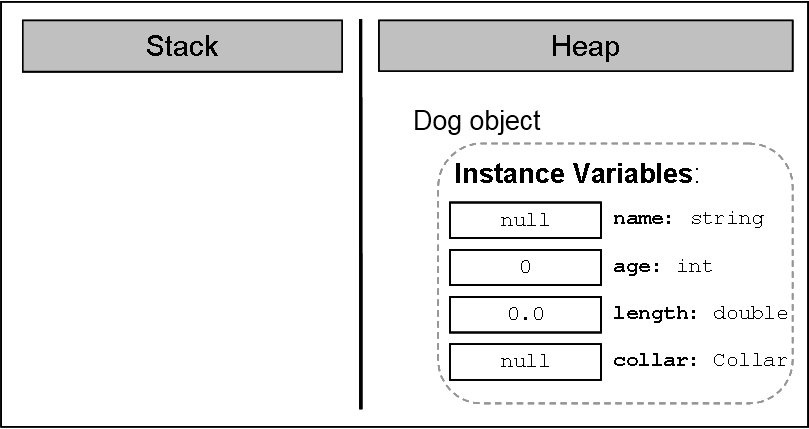 Stack
Heap
Dog object
Instance Variables:
null name: string
0 age: int
0.0 length: double
null collar: Collar